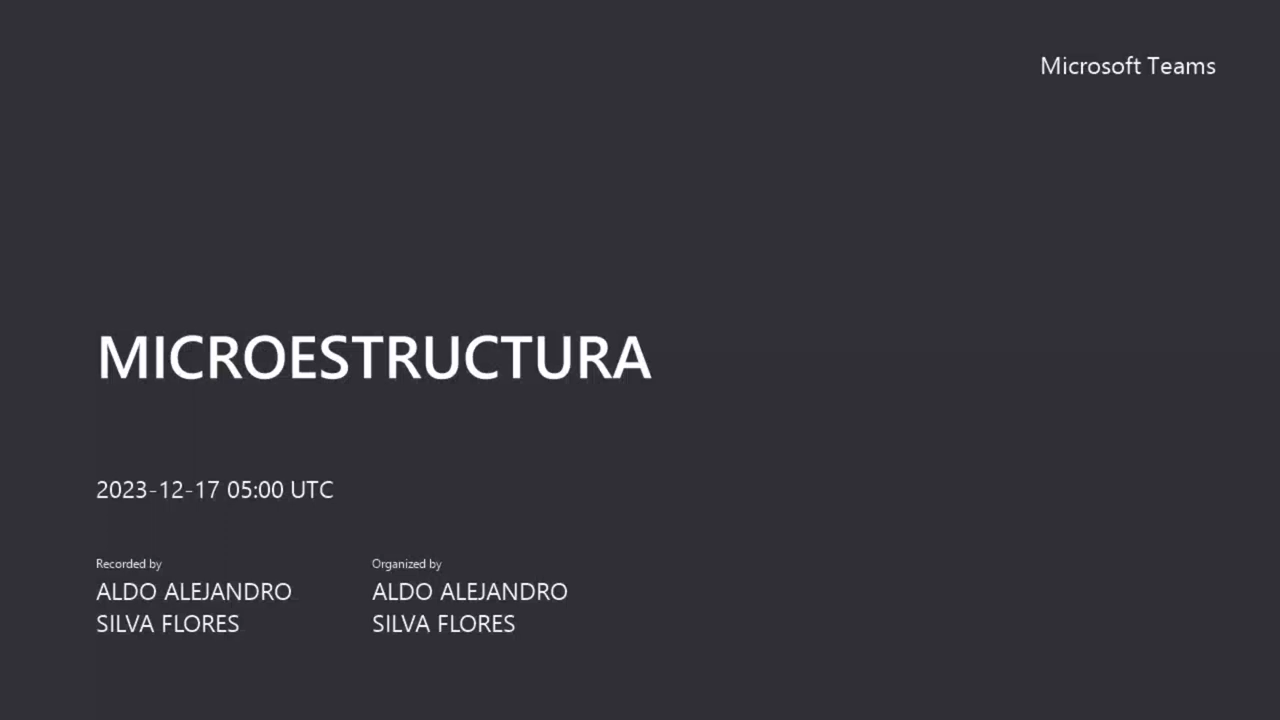 Microsoft Teams
MICROESTRUCTURA
2023-12-17 05:00 UTC
Recorded by
ALDO ALEJANDRO
SILVA FLORES
Organized by
ALDO ALEJANDRO
SILVA FLORES